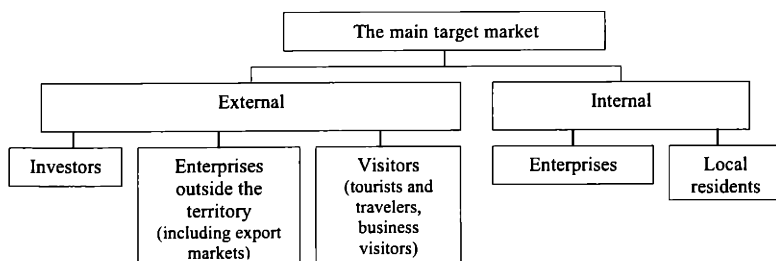 The main target market
External
Internal
Investors
Enterprises
outside the
territory
(including export
markets)
Visitors
(tourists and
travelers,
business
visitors)
Enterprises
Local
residents